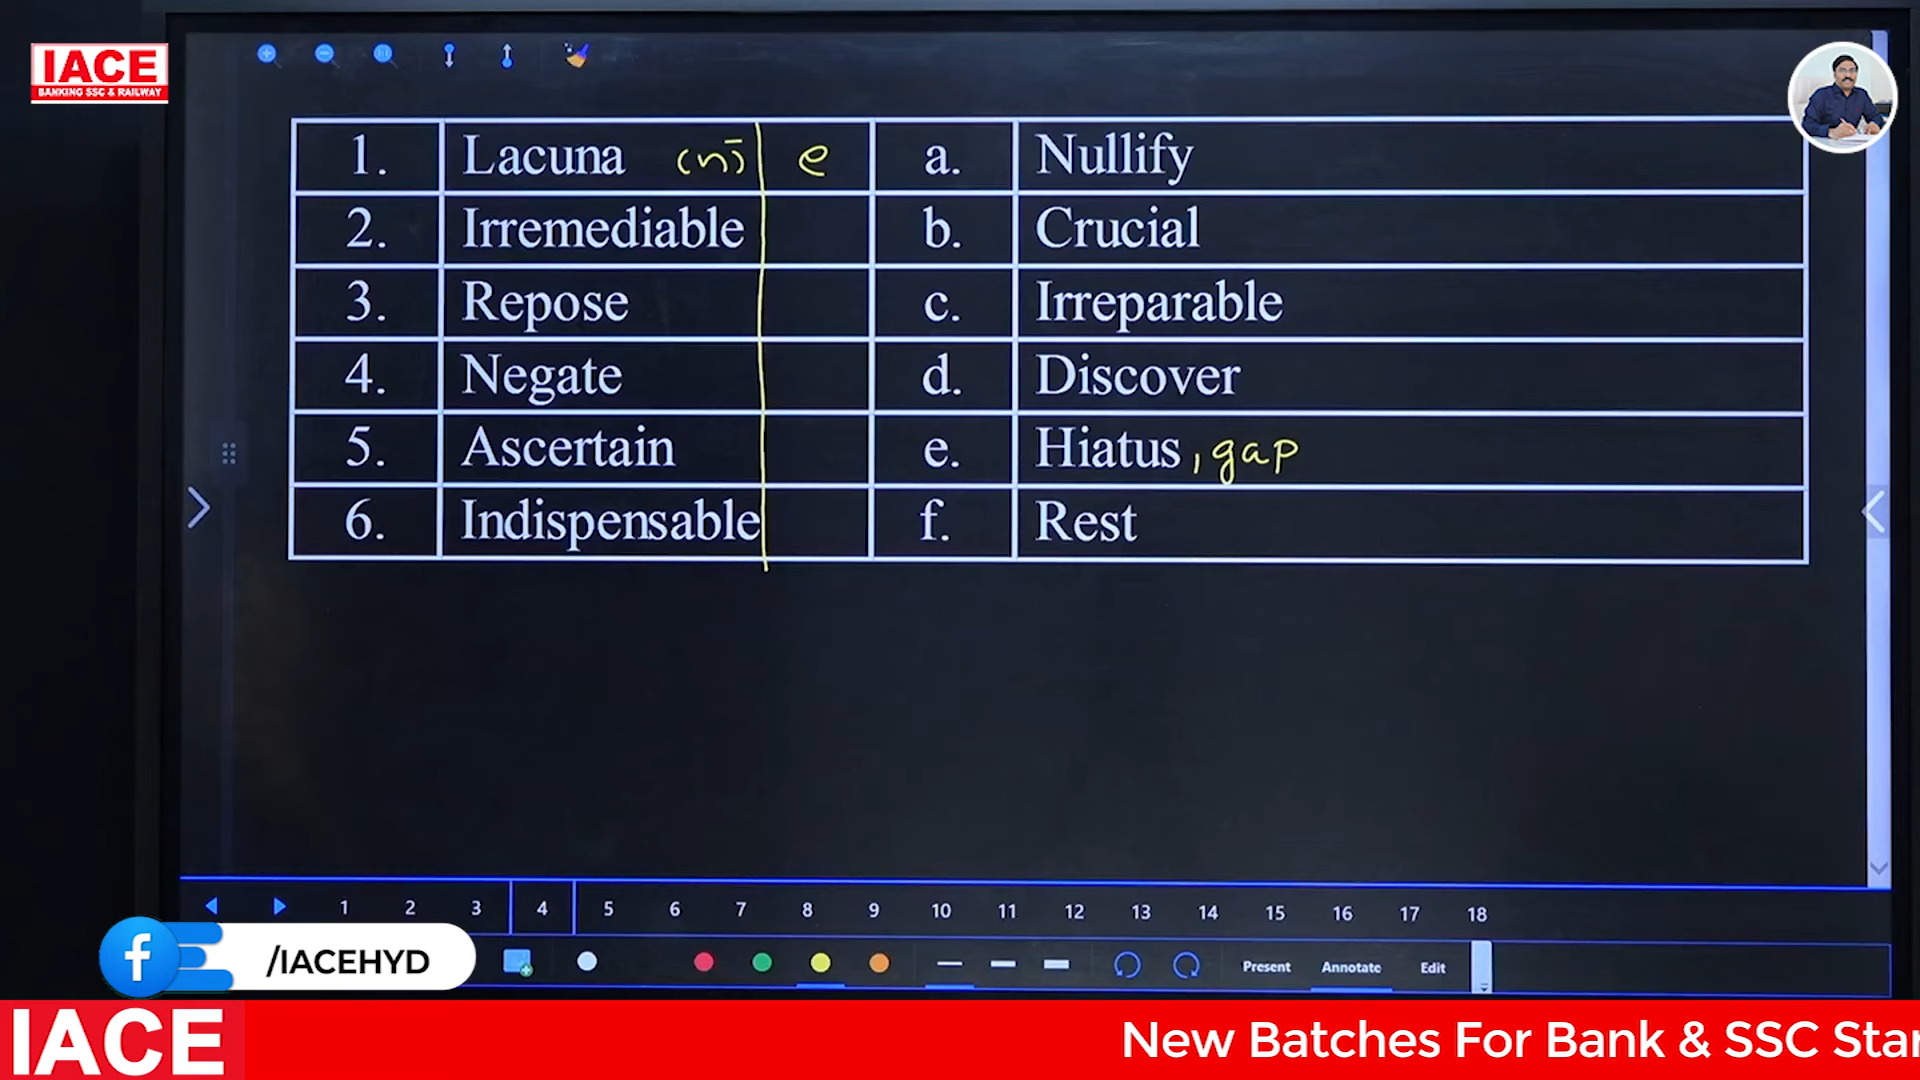 IACE
BANKING SSC & RAILWAY
1. Lacuna (n) e a. Nullify
2. Irremediable b. Crucial
3. Repose c. Irreparable
4. Negate d. Discover
5. Ascertain e. Hiatus, gap
6. Indispensable f. Rest
1 2 3 4 5 6 7 8 9 10 11 12 13 14 15 16 17 18
f /IACEHYD
Present Annotate Edit
IACE New Batches For Bank & SSC Star